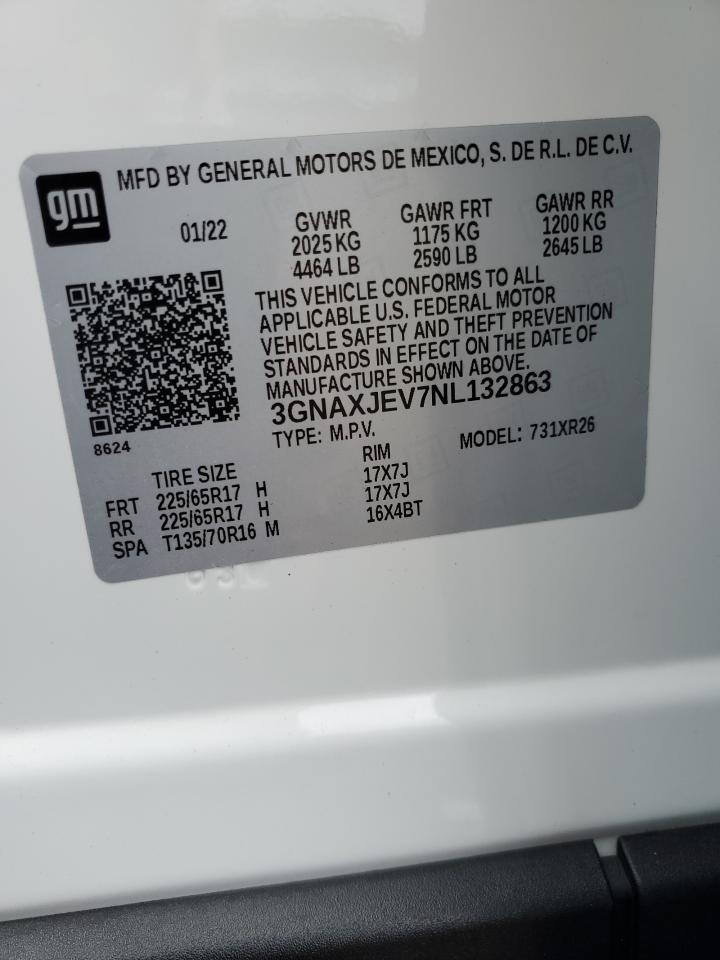 gm
MFD BY GENERAL MOTORS DE MEXICO, S. DE R.L. DE C.V.
01/22 GVWR GAWR FRT GAWR RR
2025 KG 1175 KG 1200 KG
4464 LB 2590 LB 2645 LB
THIS VEHICLE CONFORMS TO ALL
APPLICABLE U.S. FEDERAL MOTOR
VEHICLE SAFETY AND THEFT PREVENTION
STANDARDS IN EFFECT ON THE DATE OF
MANUFACTURE SHOWN ABOVE.
3GNAXJEV7NL132863
TYPE: M.P.V. MODEL: 731XR26
8624
TIRE SIZE RIM
FRT 225/65R17 H 17X7J
RR 225/65R17 H 17X7J
SPA T135/70R16 M 16X4BT